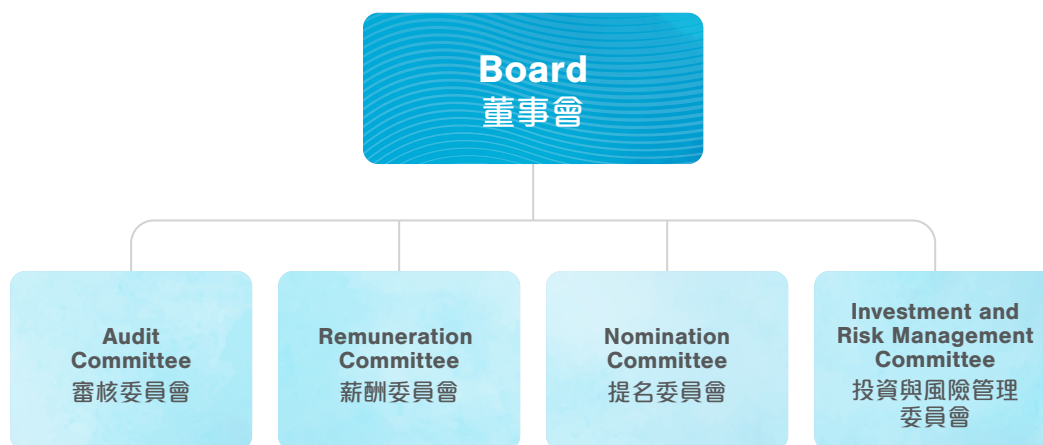 Board
董事會
Audit
Committee
審核委員會
Remuneration
Committee
薪酬委員會
Nomination
Committee
提名委員會
Investment and
Risk Management
Committee
投資與風險管理
委員會